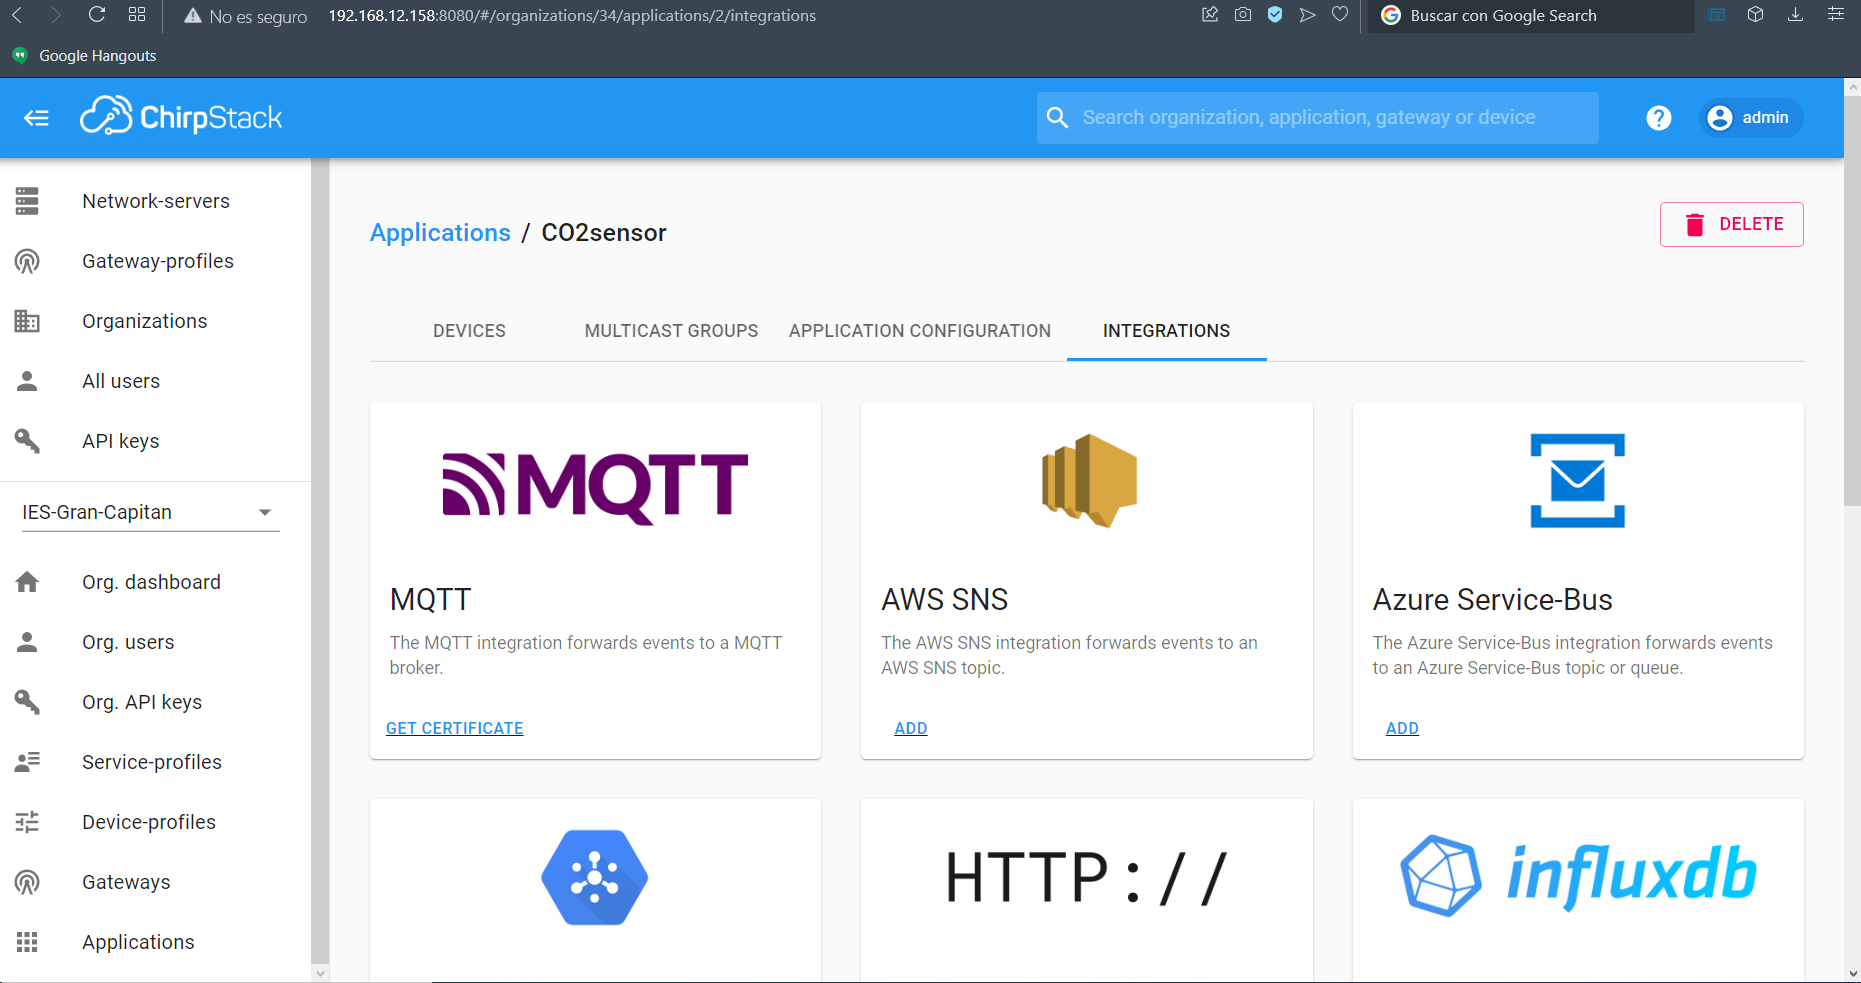 No es seguro 192.168.12.158:8080/#/organizations/34/applications/2/integrations Buscar con Google Search
Google Hangouts
ChirpStack Search organization, application, gateway or device ? admin
Network-servers
Gateway-profiles
Organizations
All users
API keys
IES-Gran-Capitan
Org. dashboard
Org. users
Org. API keys
Service-profiles
Device-profiles
Gateways
Applications
Applications / CO2sensor
DELETE
DEVICES MULTICAST GROUPS APPLICATION CONFIGURATION INTEGRATIONS
MQTT
MQTT
The MQTT integration forwards events to a MQTT
broker.
GET CERTIFICATE
AWS SNS
The AWS SNS integration forwards events to an
AWS SNS topic.
ADD
Azure Service-Bus
The Azure Service-Bus integration forwards events
to an Azure Service-Bus topic or queue.
ADD
HTTP://
influxdb